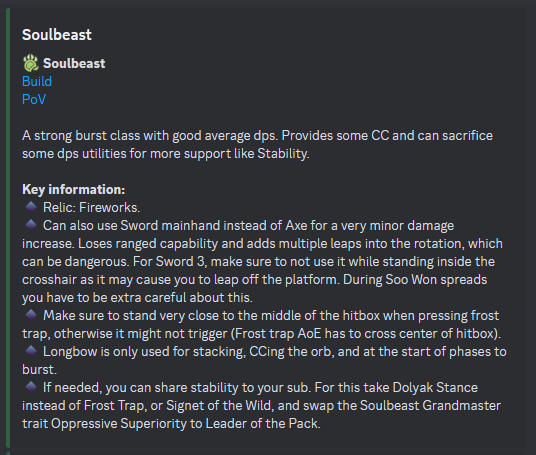 Soulbeast
Soulbeast
Build
PoV
A strong burst class with good average dps. Provides some CC and can sacrifice
some dps utilities for more support like Stability.
Key information:
Relic: Fireworks.
Can also use Sword mainhand instead of Axe for a very minor damage
increase. Loses ranged capability and adds multiple leaps into the rotation, which
can be dangerous. For Sword 3, make sure to not use it while standing inside the
crosshair as it may cause you to leap off the platform. During Soo Won spreads
you have to be extra careful about this.
Make sure to stand very close to the middle of the hitbox when pressing frost
trap, otherwise it might not trigger (Frost trap AoE has to cross center of hitbox).
Longbow is only used for stacking, CCing the orb, and at the start of phases to
burst.
If needed, you can share stability to your sub. For this take Dolyak Stance
instead of Frost Trap, or Signet of the Wild, and swap the Soulbeast Grandmaster
trait Oppressive Superiority to Leader of the Pack.